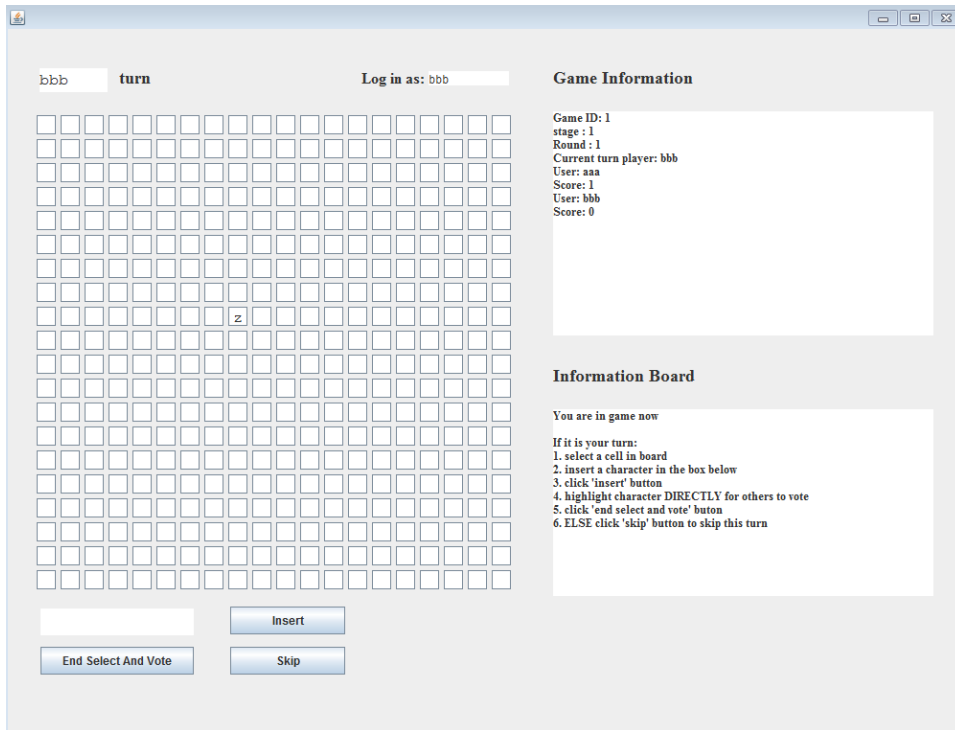 bbb turn Log in as: bbb
z
Insert
End Select And Vote Skip
Game Information
Game ID: 1
stage : 1
Round : 1
Current turn player: bbb
User: aaa
Score: 1
User: bbb
Score: 0
Information Board
You are in game now
If it is your turn:
1. select a cell in board
2. insert a character in the box below
3. click 'insert' button
4. highlight character DIRECTLY for others to vote
5. click 'end select and vote' buton
6. ELSE click 'skip' button to skip this turn